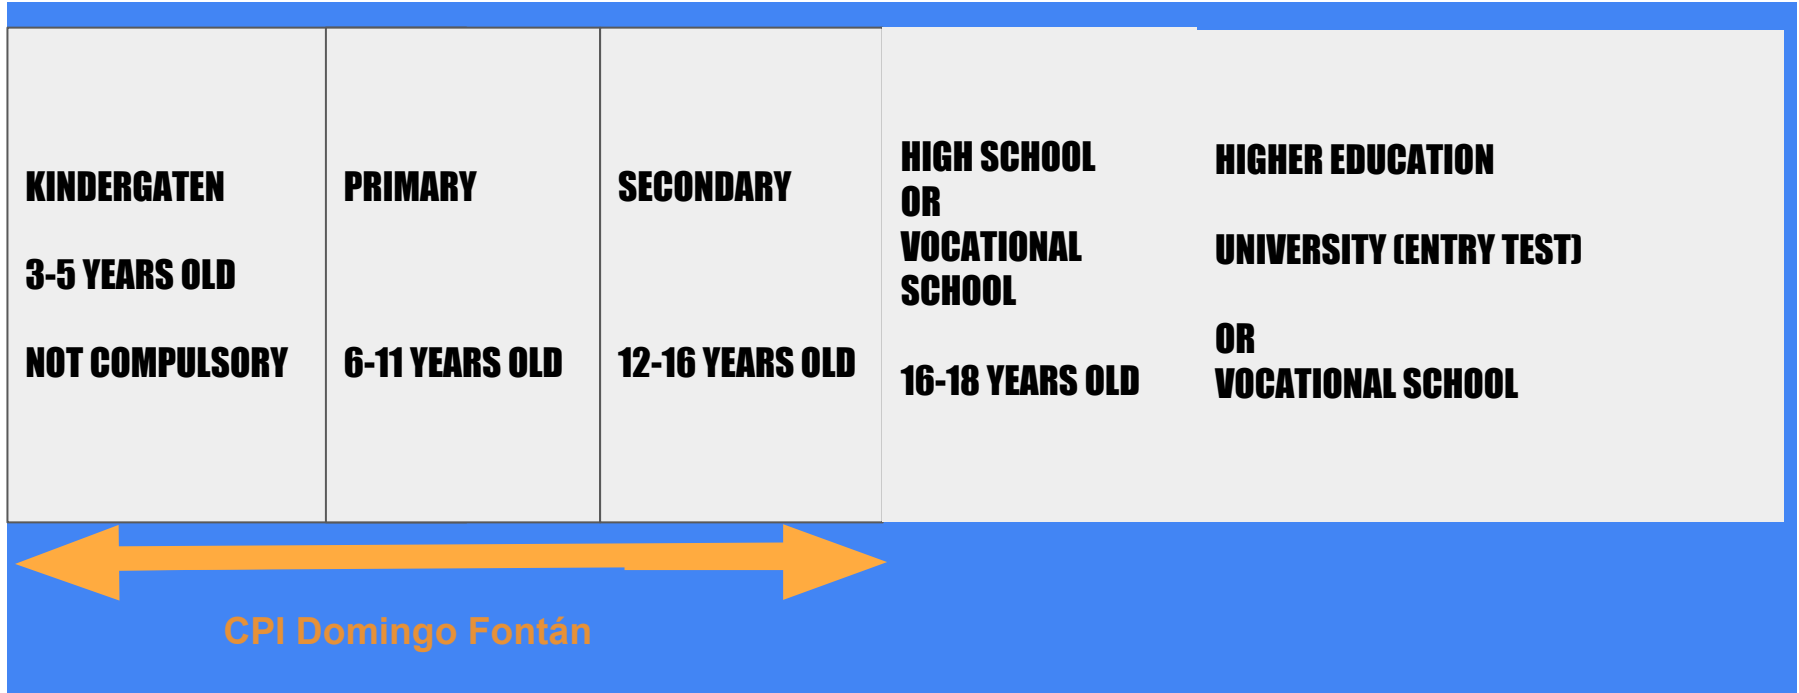 KINDERGATEN
3-5 YEARS OLD
NOT COMPULSORY
PRIMARY
6-11 YEARS OLD
SECONDARY
12-16 YEARS OLD
HIGH SCHOOL
OR
VOCATIONAL
SCHOOL
16-18 YEARS OLD
HIGHER EDUCATION
UNIVERSITY (ENTRY TEST)
OR
VOCATIONAL SCHOOL
CPI Domingo Fontán